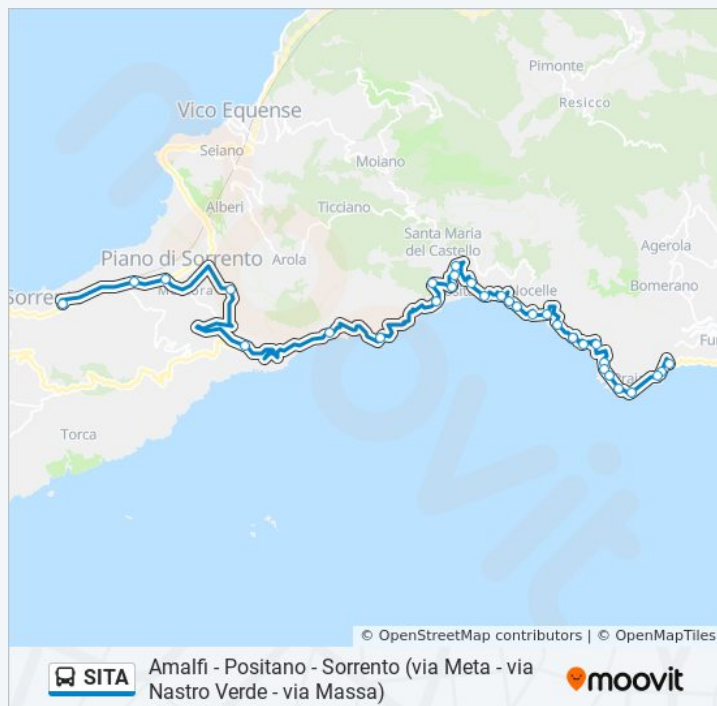 Pimonte
Resicco
Vico Equense
Seiano
Moiano
Alberi
Ticciano
Santa Maria
del Castello
Agerola
Piano di Sorrento
Arola
Bomerano
Torca
© OpenStreetMap contributors | © OpenMapTiles
SITA
Amalfi - Positano - Sorrento (via Meta - via
Nastro Verde - via Massa)
moovit